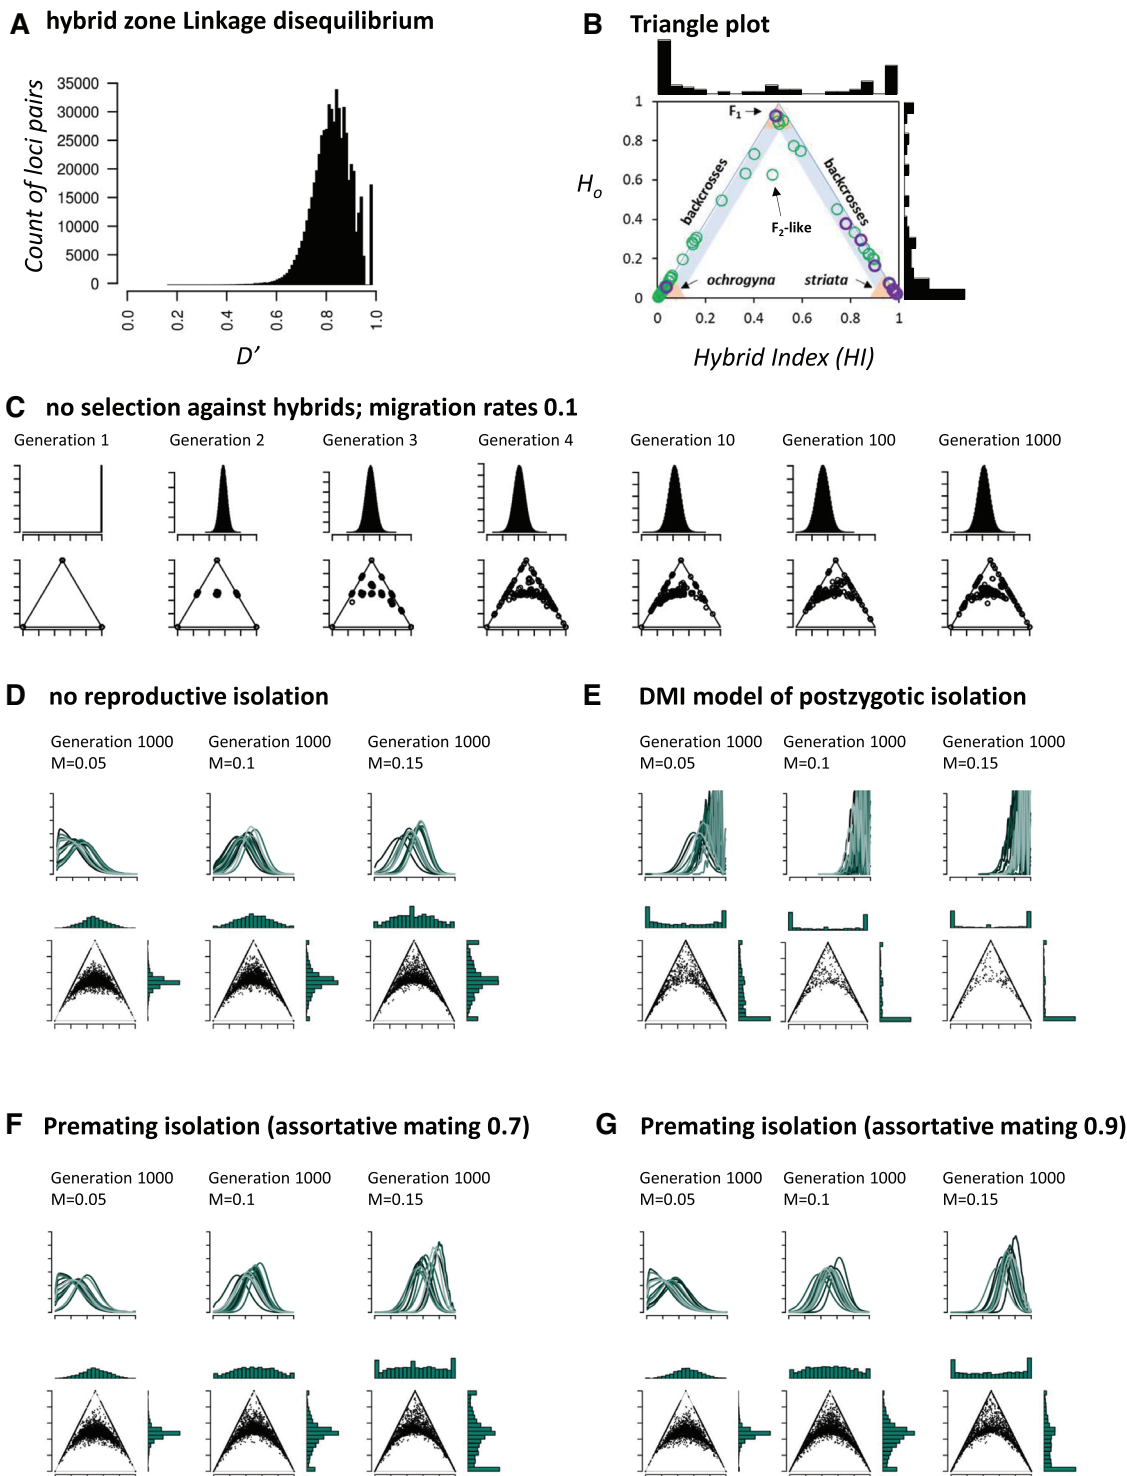 A hybrid zone Linkage disequilibrium
Count of loci pairs
35000
30000
25000
20000
15000
10000
5000
0
0.0 0.2 0.4 0.6 0.8 1.0
D’
B Triangle plot
Ho
1
0.8
0.6
0.4
0.2
0
F1
backcrosses
backcrosses
F2-like
ochrogyna
striata
0 0.2 0.4 0.6 0.8 1
Hybrid Index (HI)
C no selection against hybrids; migration rates 0.1
Generation 1 Generation 2 Generation 3 Generation 4 Generation 10 Generation 100 Generation 1000
D no reproductive isolation
Generation 1000 Generation 1000 Generation 1000
M=0.05 M=0.1 M=0.15
E DMI model of postzygotic isolation
Generation 1000 Generation 1000 Generation 1000
M=0.05 M=0.1 M=0.15
F Premating isolation (assortative mating 0.7)
Generation 1000 Generation 1000 Generation 1000
M=0.05 M=0.1 M=0.15
G Premating isolation (assortative mating 0.9)
Generation 1000 Generation 1000 Generation 1000
M=0.05 M=0.1 M=0.15